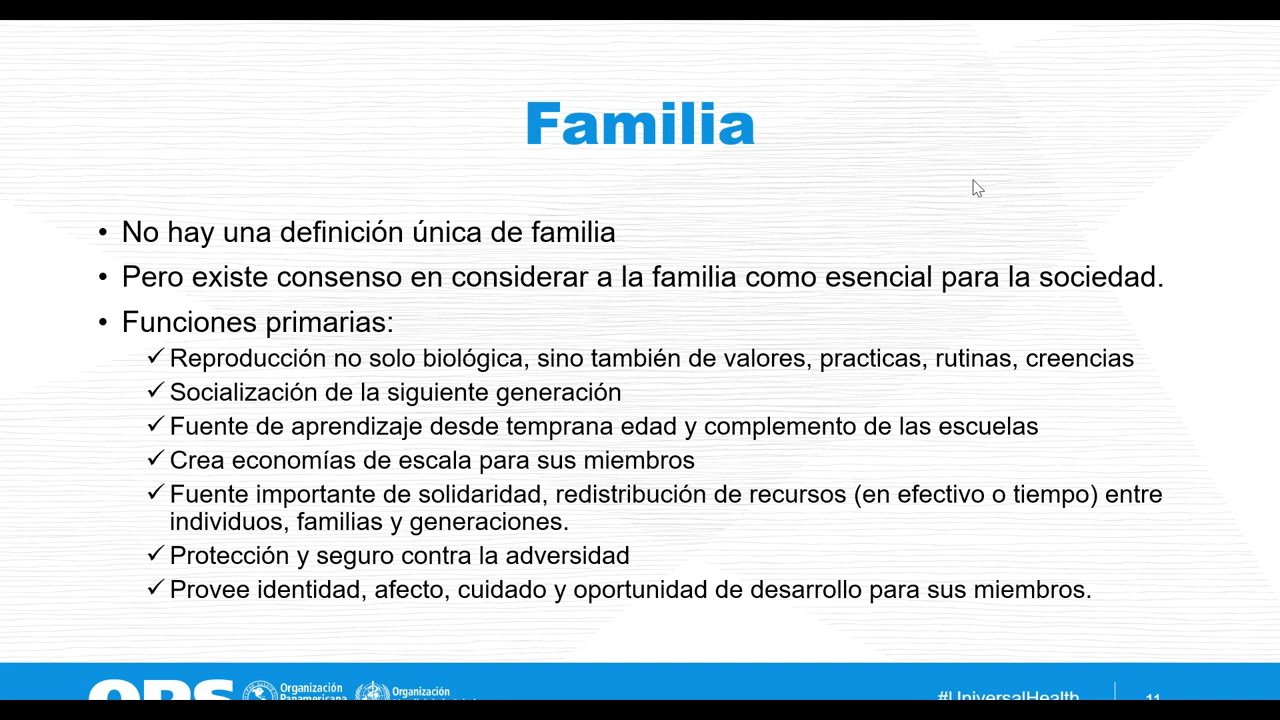 Familia
• No hay una definición única de familia
• Pero existe consenso en considerar a la familia como esencial para la sociedad.
• Funciones primarias:
✓ Reproducción no solo biológica, sino también de valores, practicas, rutinas, creencias
✓ Socialización de la siguiente generación
✓ Fuente de aprendizaje desde temprana edad y complemento de las escuelas
✓ Crea economías de escala para sus miembros
✓ Fuente importante de solidaridad, redistribución de recursos (en efectivo o tiempo) entre
individuos, familias y generaciones.
✓ Protección y seguro contra la adversidad
✓ Provee identidad, afecto, cuidado y oportunidad de desarrollo para sus miembros.
OPS
Organización
Panamericana
Organización
#UniversalHealth
11